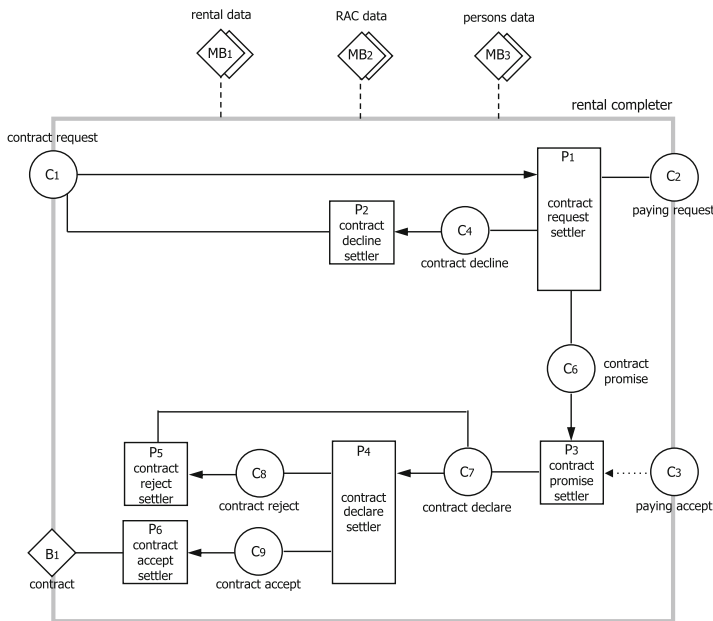 rental data
RAC data
persons data
MB1
MB2
MB3
rental completer
contract request
C1
P1
contract
request
settler
C2
paying request
P2
contract
decline
settler
C4
contract decline
C6
contract
promise
P5
contract
reject
settler
C8
contract reject
P4
contract
declare
settler
C7
contract declare
P3
contract
promise
settler
C3
paying accept
P6
contract
accept
settler
C9
contract accept
B1
contract